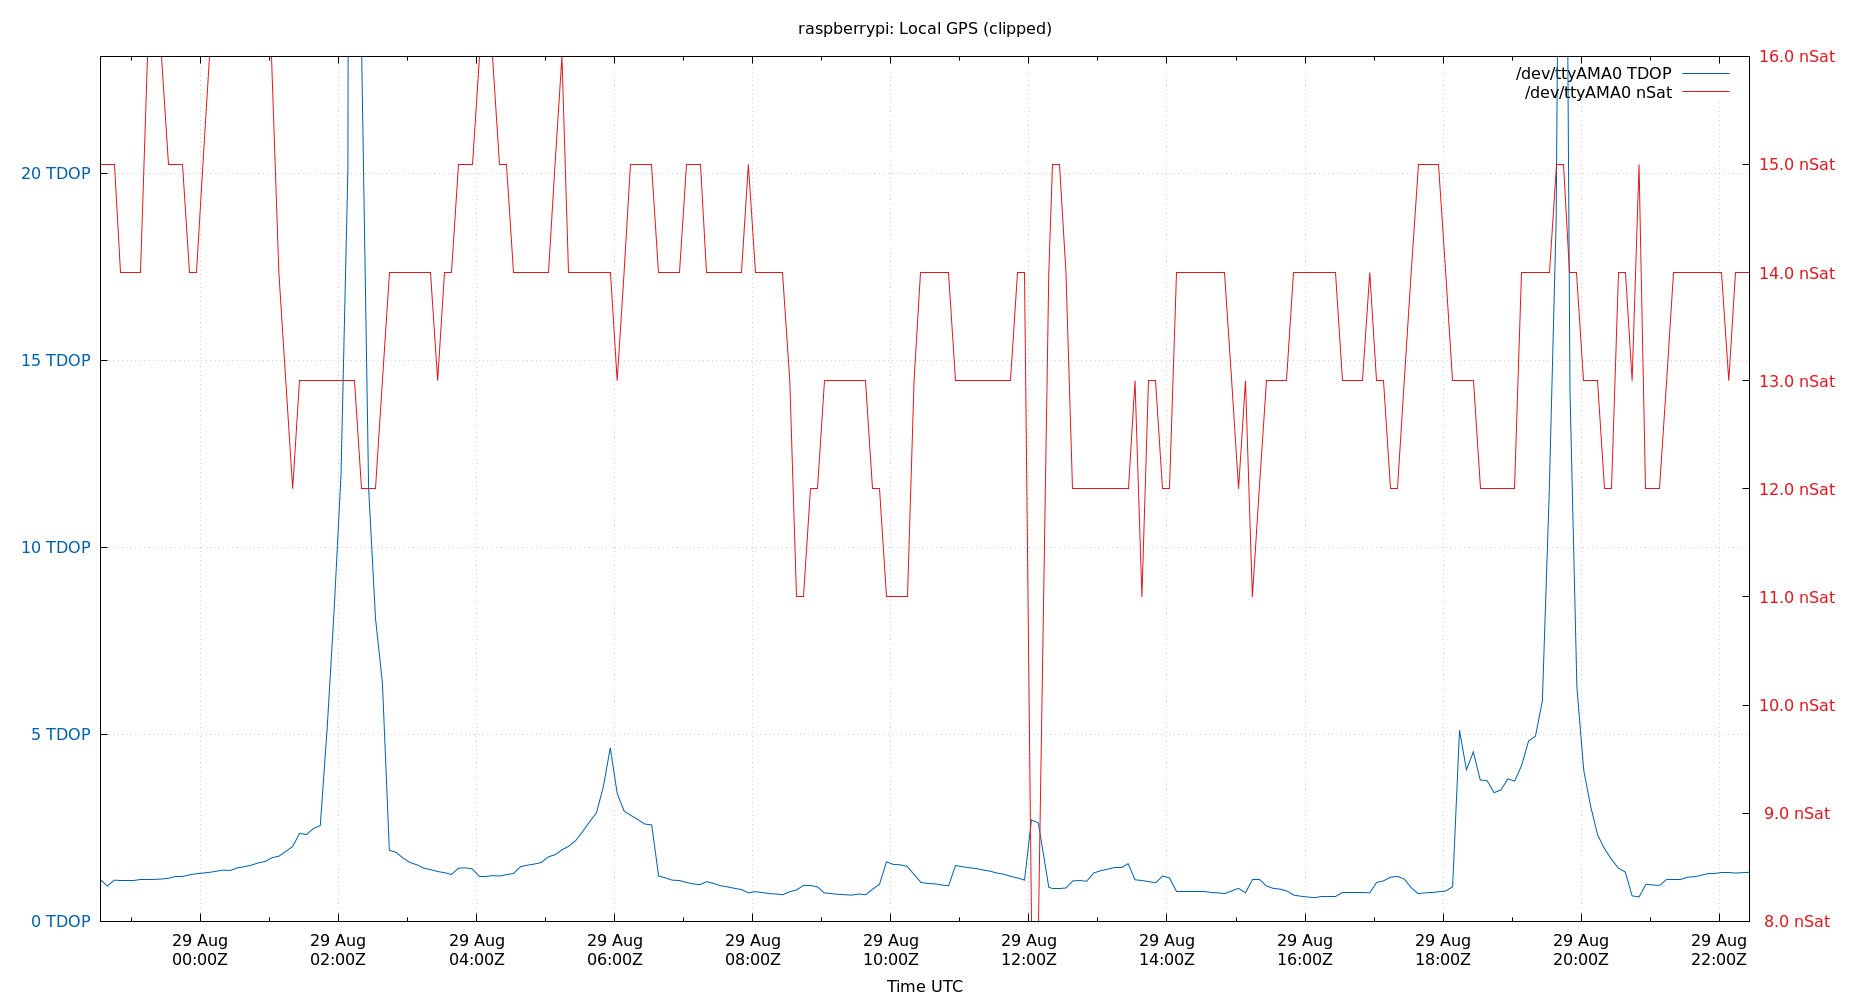 raspberrypi: Local GPS (clipped)
/dev/ttyAMA0 TDOP
/dev/ttyAMA0 nSat
20 TDOP
15 TDOP
10 TDOP
5 TDOP
0 TDOP
16.0 nSat
15.0 nSat
14.0 nSat
13.0 nSat
12.0 nSat
11.0 nSat
10.0 nSat
9.0 nSat
8.0 nSat
29 Aug 29 Aug 29 Aug 29 Aug 29 Aug 29 Aug 29 Aug 29 Aug 29 Aug 29 Aug 29 Aug 29 Aug
00:00Z 02:00Z 04:00Z 06:00Z 08:00Z 10:00Z 12:00Z 14:00Z 16:00Z 18:00Z 20:00Z 22:00Z
Time UTC